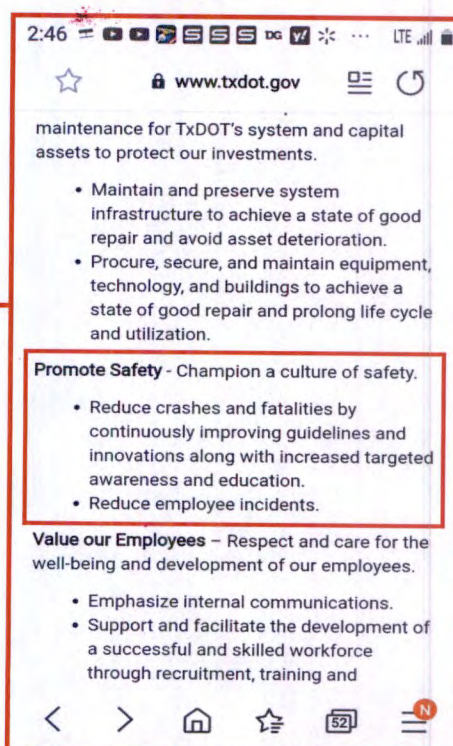 2:46 S S S DG y! ··· LTE
www.txdot.gov
maintenance for TxDOT's system and capital
assets to protect our investments.
• Maintain and preserve system
infrastructure to achieve a state of good
repair and avoid asset deterioration.
• Procure, secure, and maintain equipment,
technology, and buildings to achieve a
state of good repair and prolong life cycle
and utilization.
Promote Safety - Champion a culture of safety.
• Reduce crashes and fatalities by
continuously improving guidelines and
innovations along with increased targeted
awareness and education.
• Reduce employee incidents.
Value our Employees – Respect and care for the
well-being and development of our employees.
• Emphasize internal communications.
• Support and facilitate the development of
a successful and skilled workforce
through recruitment, training and
52 N